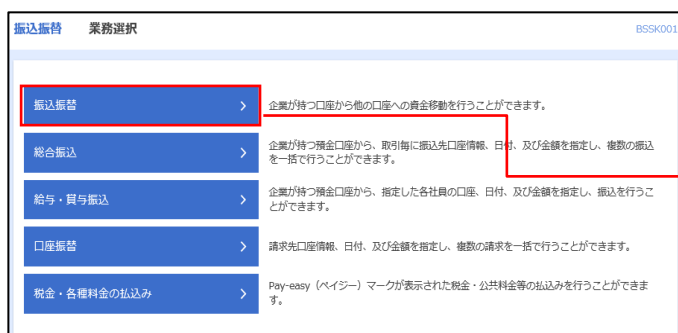 振込振替 業務選択 BSSK001
振込振替 企業が持つ口座から他の口座への資金移動を行うことができます。
総合振込 企業が持つ預金口座から、取引毎に振込先口座情報、日付、及び金額を指定し、複数の振込
を一括で行うことができます。
給与・賞与振込 企業が持つ預金口座から、指定した各社員の口座、日付、及び金額を指定し、振込を行うこ
とができます。
口座振替 請求先口座情報、日付、及び金額を指定し、複数の請求を一括で行うことができます。
税金・各種料金の払込み Pay-easy（ペイジー）マークが表示された税金・公共料金等の払込みを行うことができま
す。